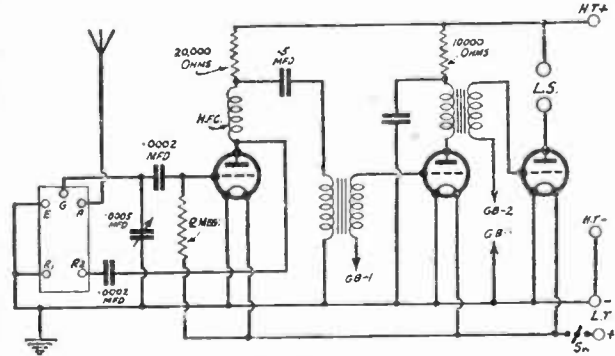 H.T+
20,000
OHMS
.5
MFD
10000
OHMS
L.S.
H.F.C.
.0002
MFD
G
E
A
.0005
MFD
2 MEG.
R1
R2
.0002
MFD
GB-1
GB-2
GB
H.T-
-
L.T
+
Sw